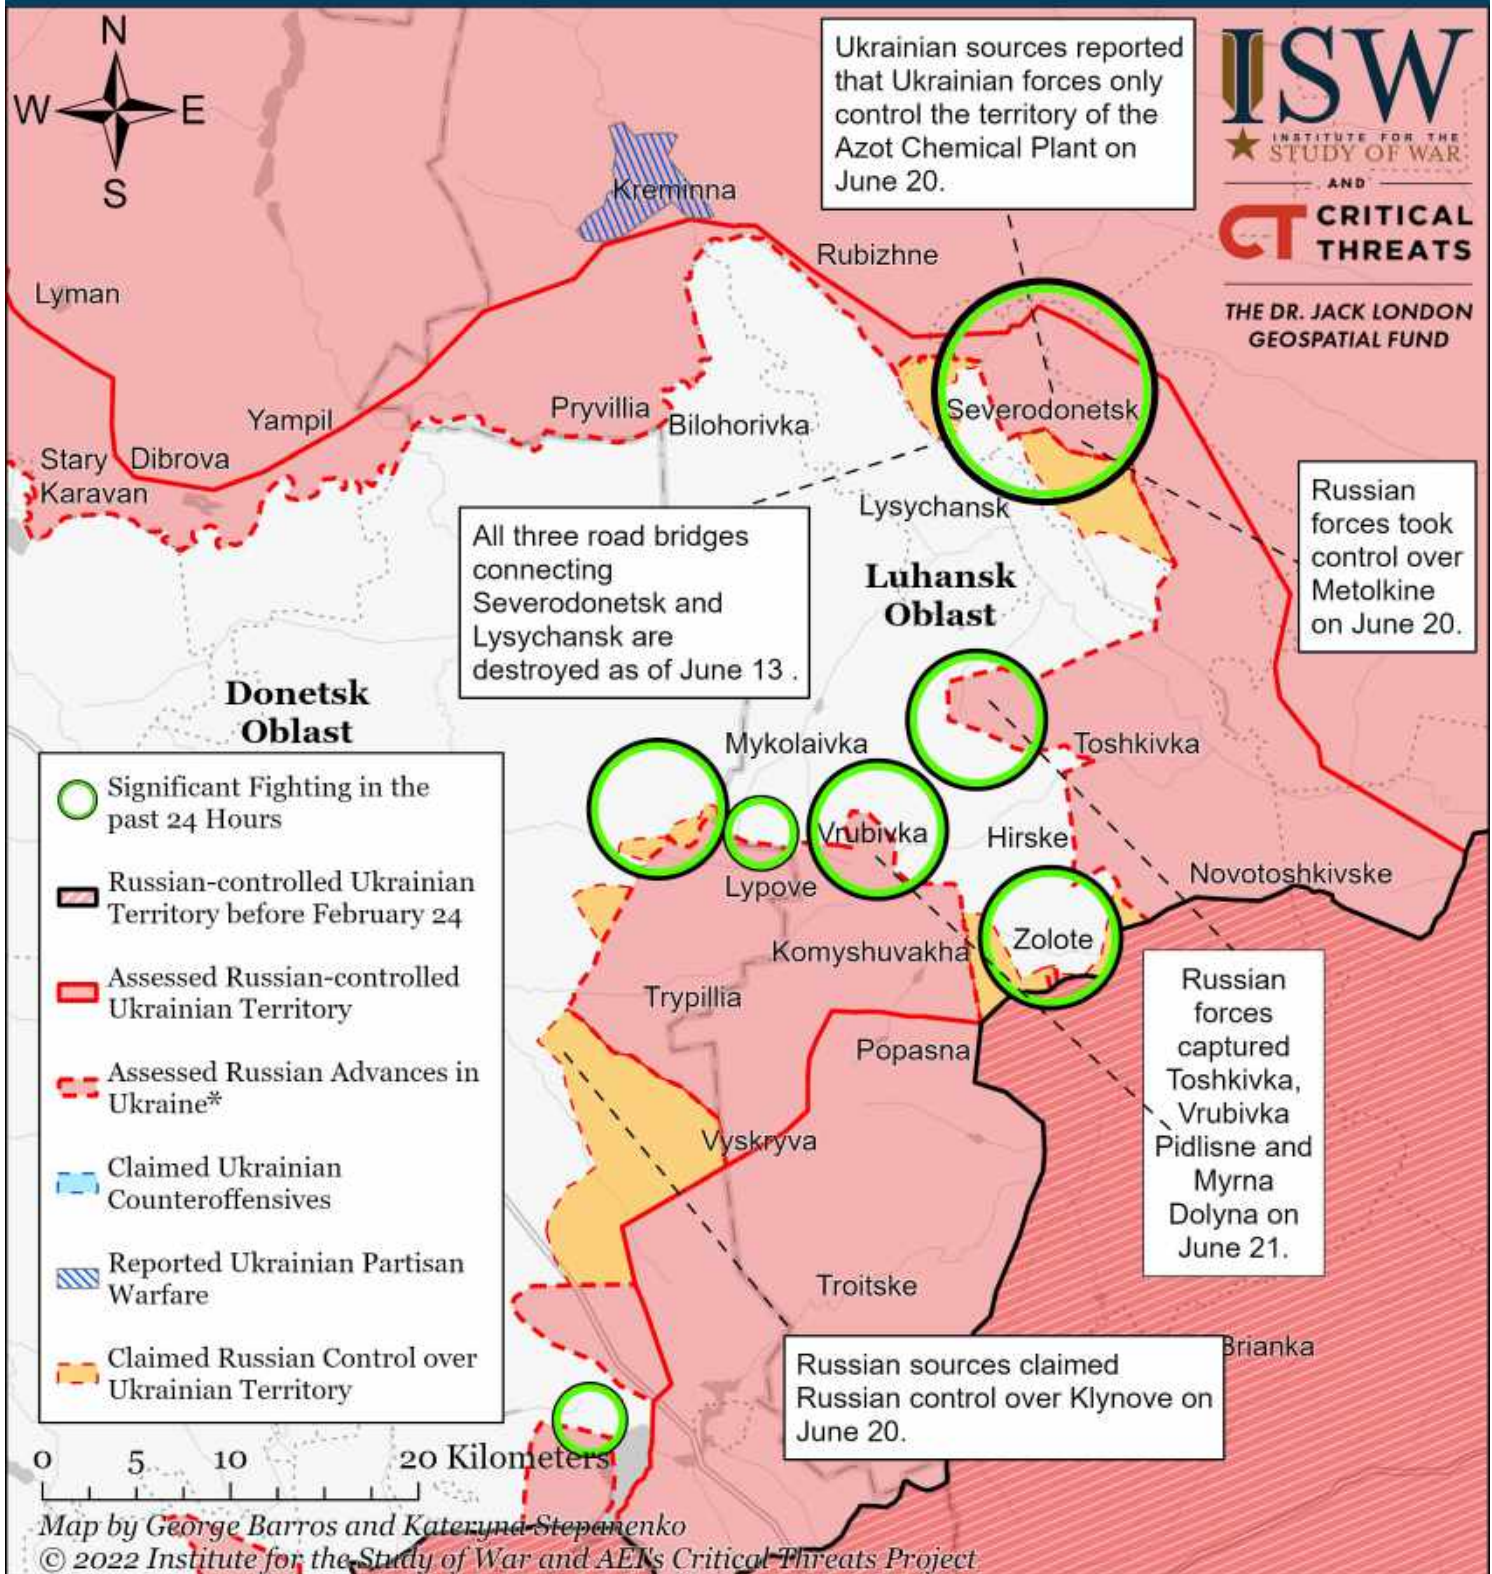 N
W
E
S
Ukrainian sources reported
that Ukrainian forces only
control the territory of the
Azot Chemical Plant on
June 20.
ISW
INSTITUTE FOR THE
STUDY OF WAR
AND
CT CRITICAL
THREATS
THE DR. JACK LONDON
GEOSPATIAL FUND
Kreminna
Rubizhne
Lyman
Yampil
Pryvillia
Bilohorivka
Severodonetsk
Stary
Karavan
Dibrova
Lysychansk
Russian
forces took
control over
Metolkine
on June 20.
All three road bridges
connecting
Severodonetsk and
Lysychansk are
destroyed as of June 13 .
Luhansk
Oblast
Donetsk
Oblast
Mykolaivka
Toshkivka
Vrubivka
Hirske
Lypove
Novotoshkivske
Komyshuvakha
Zolote
Trypillia
Popasna
Vyskryva
Troitske
Brianka
Russian
forces
captured
Toshkivka,
Vrubivka
Pidlisne and
Myrna
Dolyna on
June 21.
Russian sources claimed
Russian control over Klynove on
June 20.
Significant Fighting in the
past 24 Hours
Russian-controlled Ukrainian
Territory before February 24
Assessed Russian-controlled
Ukrainian Territory
Assessed Russian Advances in
Ukraine*
Claimed Ukrainian
Counteroffensives
Reported Ukrainian Partisan
Warfare
Claimed Russian Control over
Ukrainian Territory
0 5 10 20 Kilometers
Map by George Barros and Kateryna Stepanenko
© 2022 Institute for the Study of War and AEI's Critical Threats Project